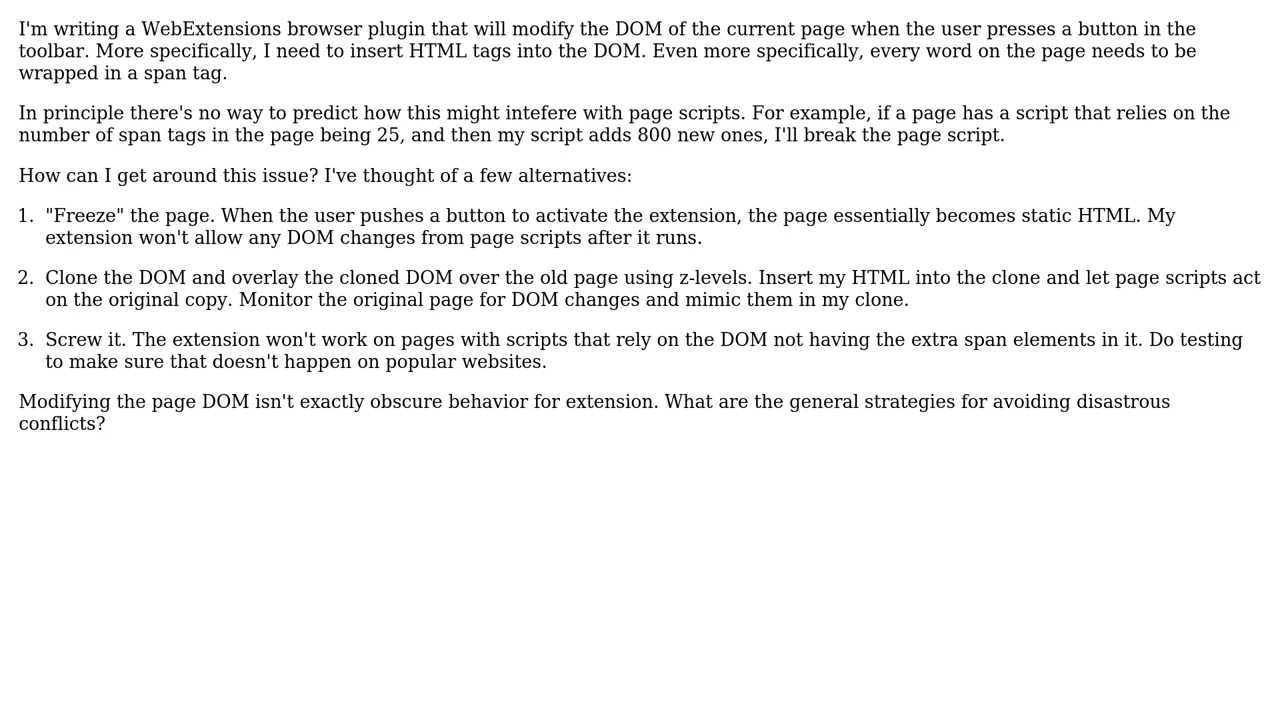 I'm writing a WebExtensions browser plugin that will modify the DOM of the current page when the user presses a button in the
toolbar. More specifically, I need to insert HTML tags into the DOM. Even more specifically, every word on the page needs to be
wrapped in a span tag.
In principle there's no way to predict how this might intefere with page scripts. For example, if a page has a script that relies on the
number of span tags in the page being 25, and then my script adds 800 new ones, I'll break the page script.
How can I get around this issue? I've thought of a few alternatives:
1. "Freeze" the page. When the user pushes a button to activate the extension, the page essentially becomes static HTML. My
extension won't allow any DOM changes from page scripts after it runs.
2. Clone the DOM and overlay the cloned DOM over the old page using z-levels. Insert my HTML into the clone and let page scripts act
on the original copy. Monitor the original page for DOM changes and mimic them in my clone.
3. Screw it. The extension won't work on pages with scripts that rely on the DOM not having the extra span elements in it. Do testing
to make sure that doesn't happen on popular websites.
Modifying the page DOM isn't exactly obscure behavior for extension. What are the general strategies for avoiding disastrous
conflicts?